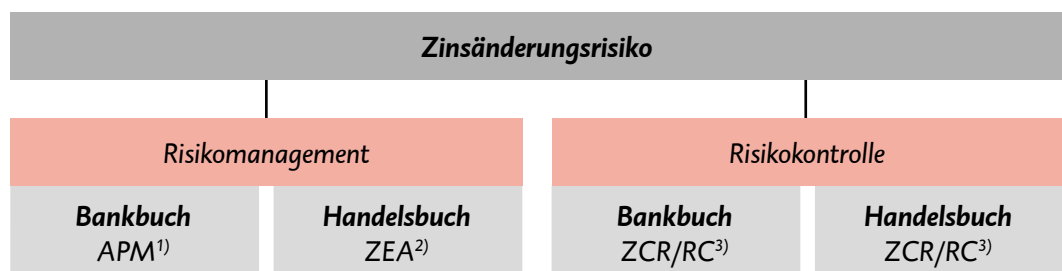 Zinsänderungsrisiko
Risikomanagement
Risikokontrolle
Bankbuch
APM1)
Handelsbuch
ZEA2)
Bankbuch
ZCR/RC3)
Handelsbuch
ZCR/RC3)